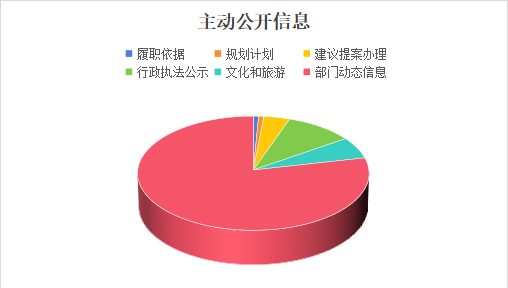 主动公开信息
履职依据 规划计划 建议提案办理
行政执法公示 文化和旅游 部门动态信息